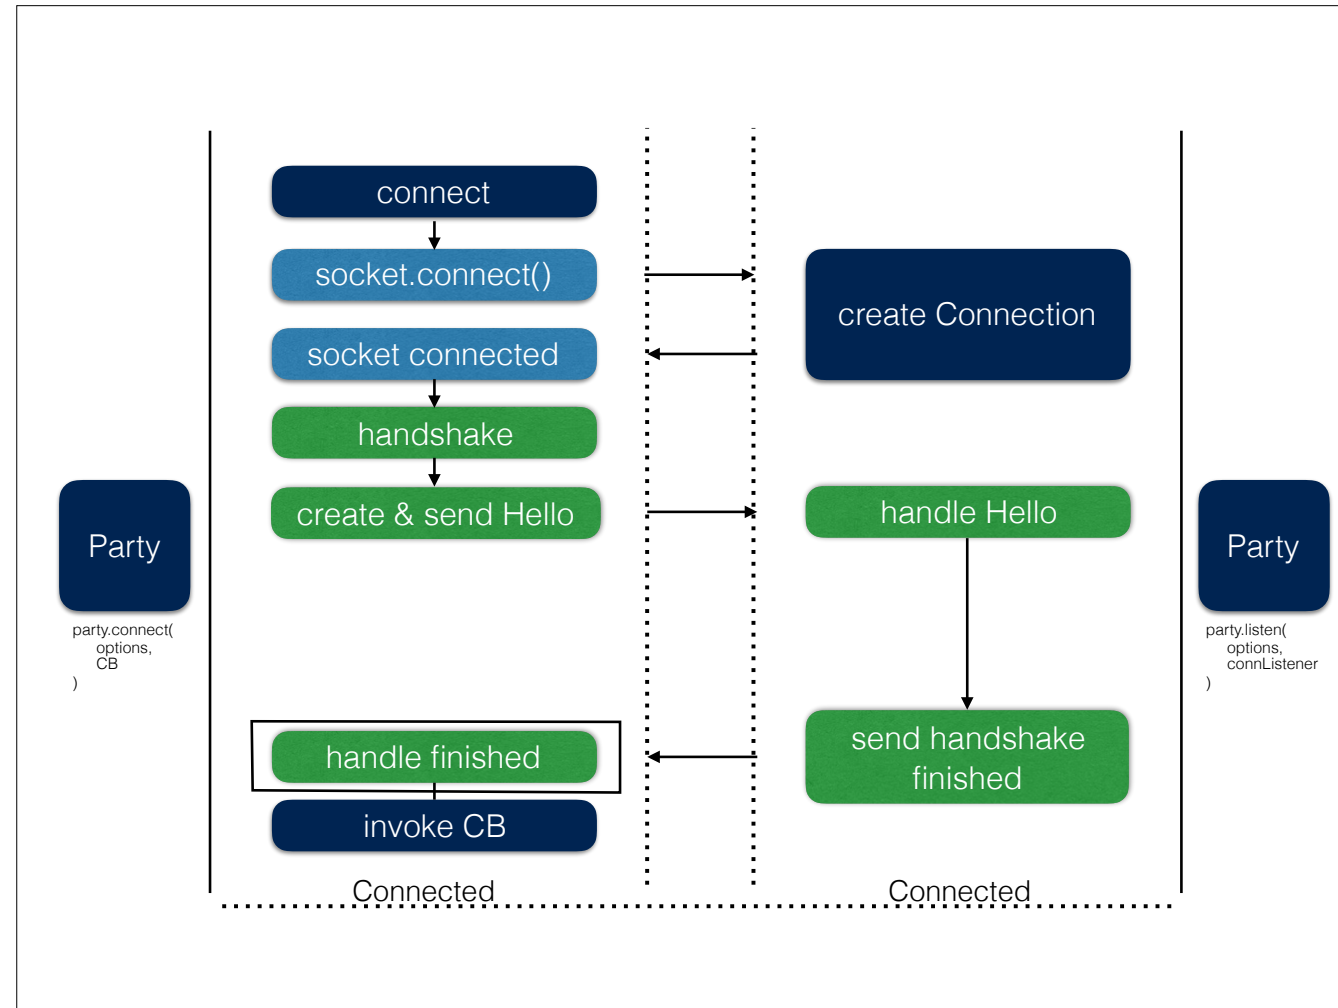 connect
socket.connect()
create Connection
socket connected
handshake
create & send Hello
handle Hello
Party
party.connect(
options,
CB
)
Party
party.listen(
options,
connListener
)
send handshake
finished
handle finished
invoke CB
Connected
Connected